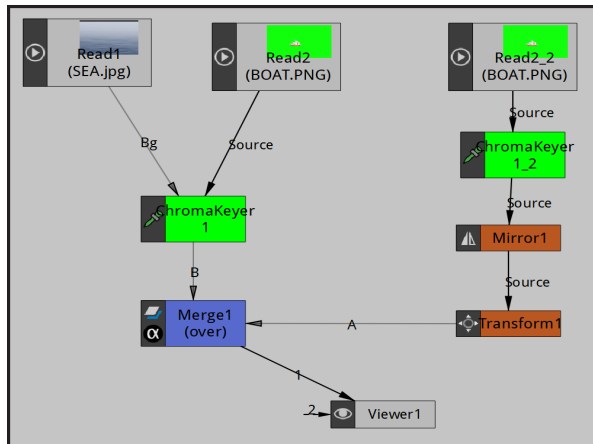 Read1
(SEA.jpg)
Read2
(BOAT.PNG)
Read2_2
(BOAT.PNG)
Source
Bg
Source
ChromaKeyer
1_2
Source
ChromaKeyer
1
Mirror1
B
Source
Merge1
(over)
α
A
Transform1
1
2
Viewer1